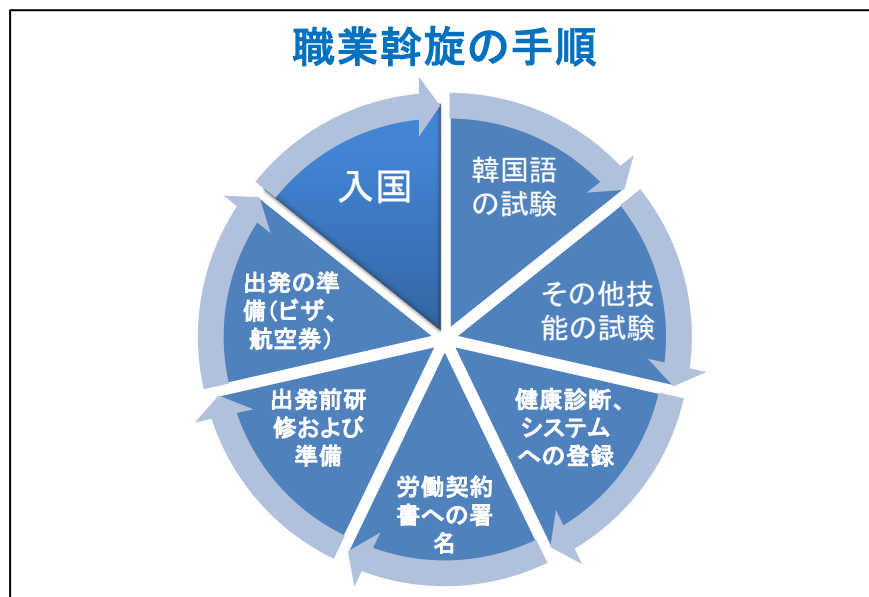 職業斡旋の手順
韓国語
の試験
その他技
能の試験
健康診断、
システム
への登録
労働契約
書への署
名
出発前研
修および
準備
出発の準
備(ビザ、
航空券)
入国